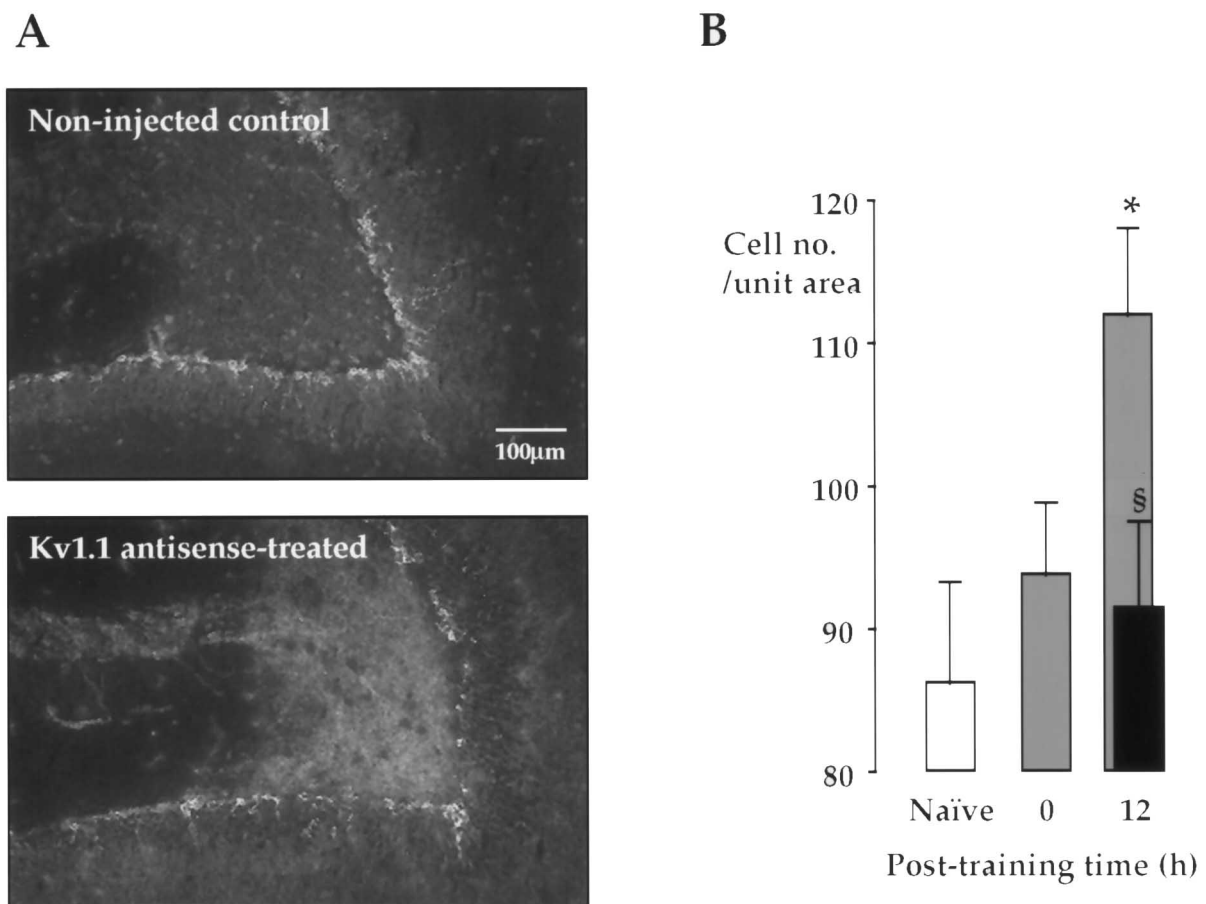 A
Non-injected control
100μm
Kv1.1 antisense-treated
B
Cell no.
/unit area
120
110
100
90
80
*
§
Naïve 0 12
Post-training time (h)